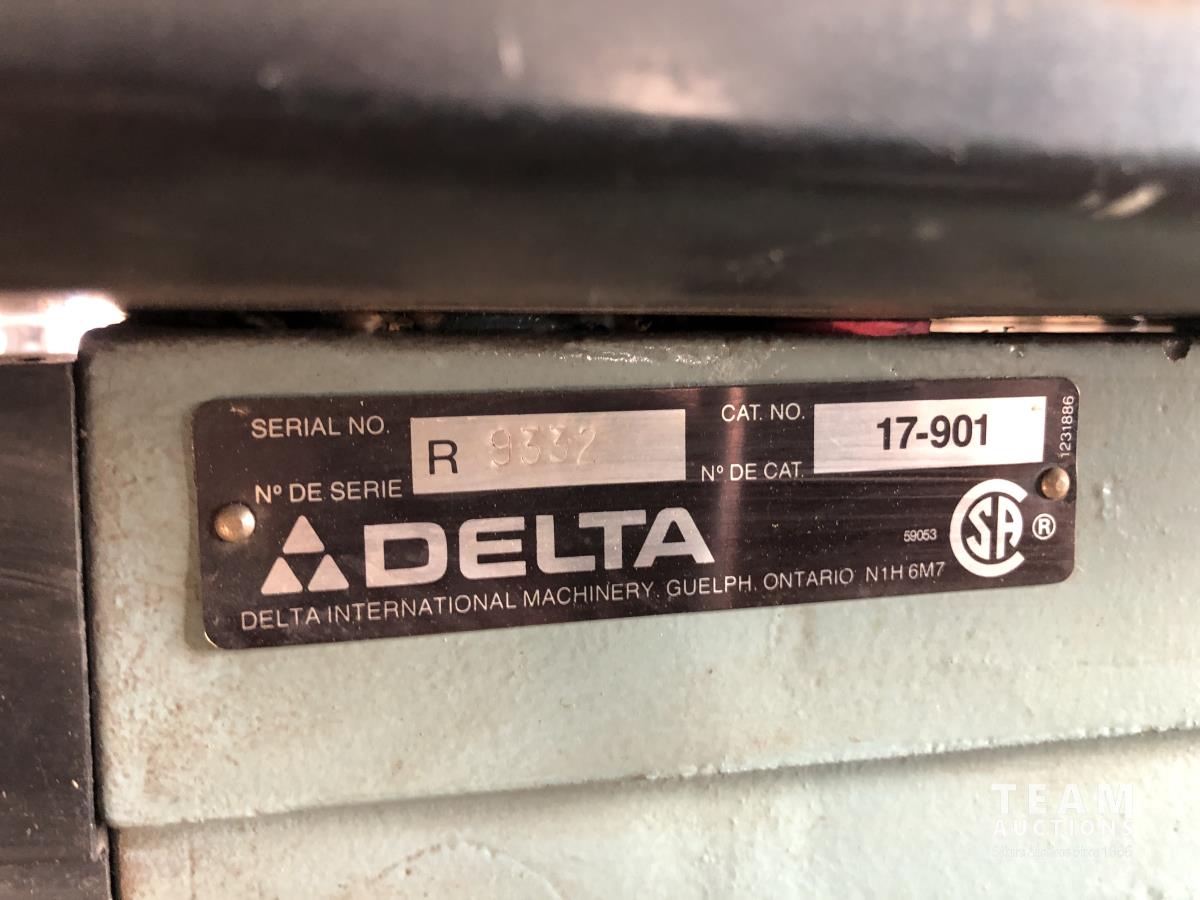 SERIAL NO.
R 9332
Nº DE SERIE
CAT. NO.
17-901
Nº DE CAT.
1231886
DELTA
59053
CSA ®
DELTA INTERNATIONAL MACHINERY, GUELPH, ONTARIO N1H 6M7
TEAM
AUCTIONS